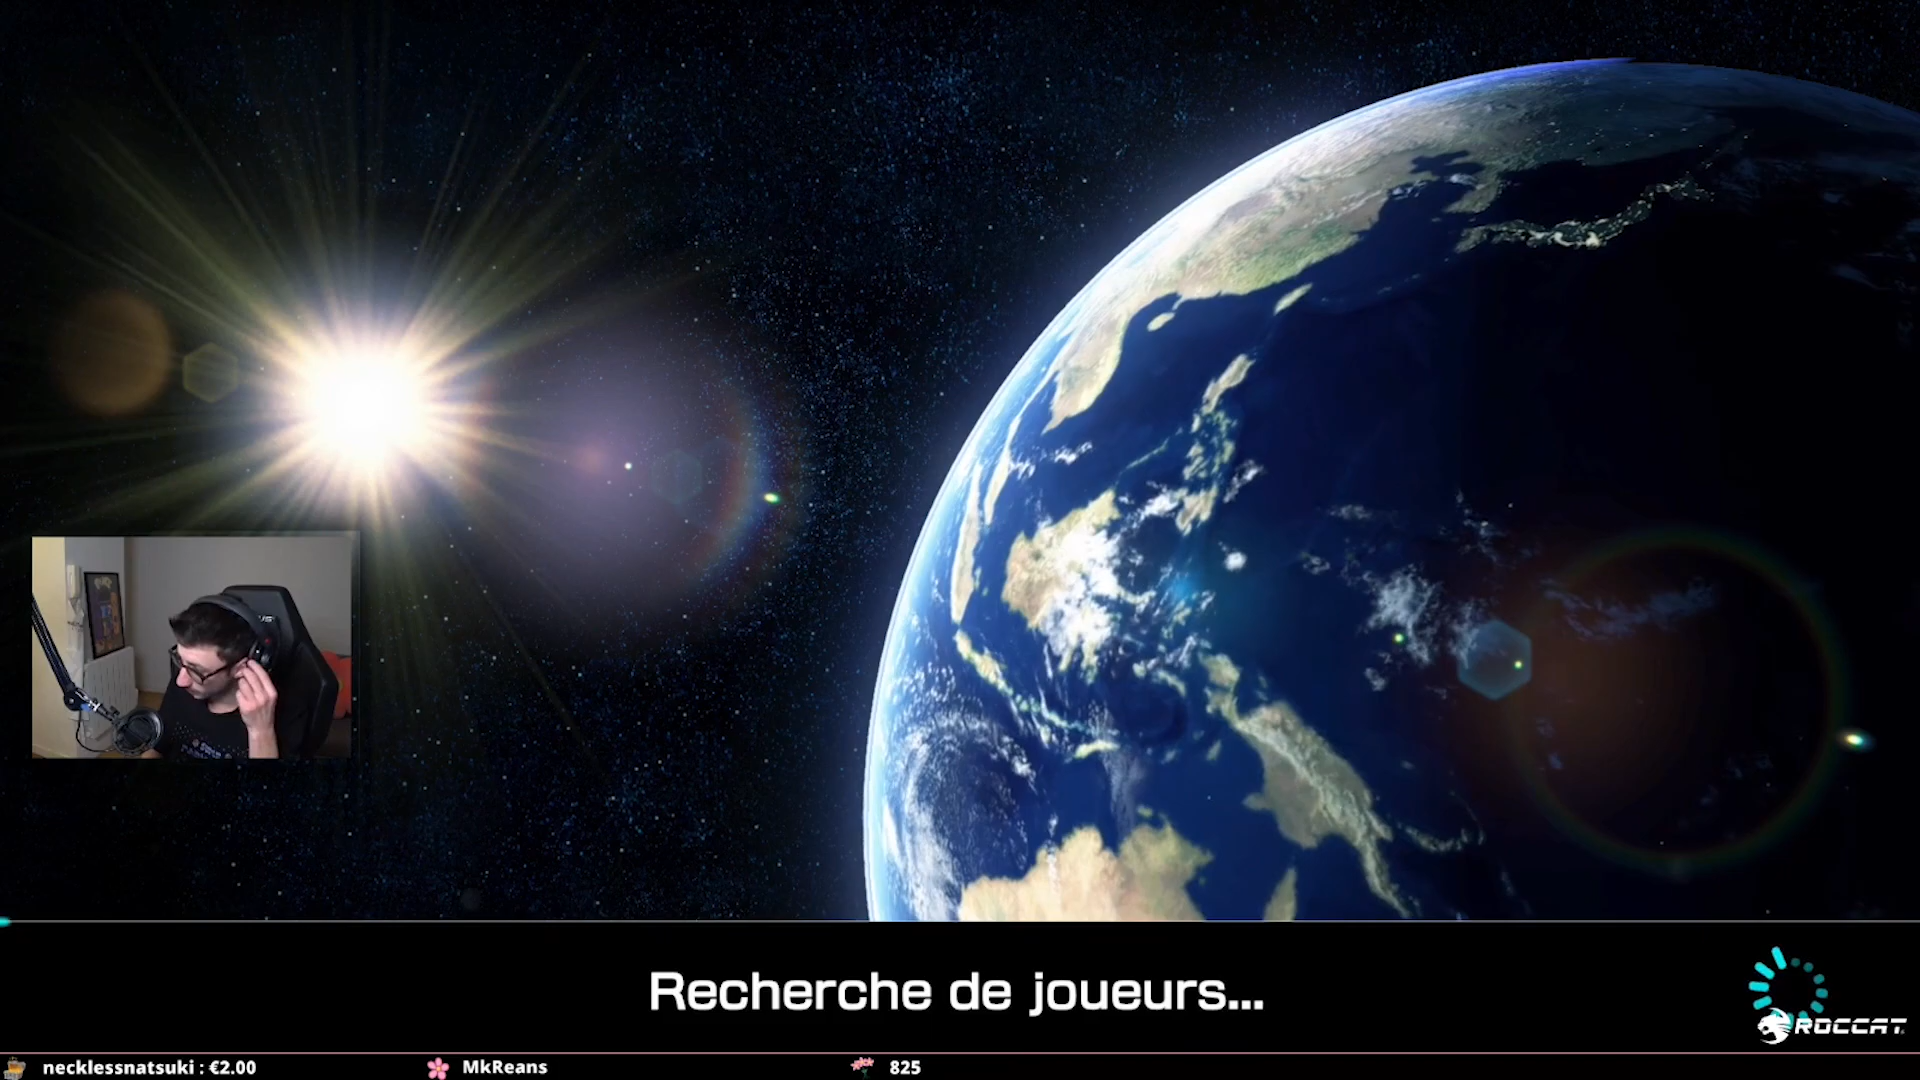 Recherche de joueurs...
ROCCAT
necklessnatsuki : €2.00
MkReans
825